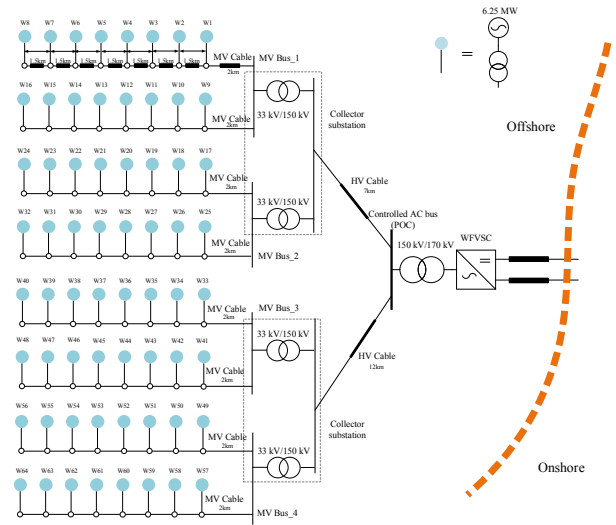 6.25 MW
=
Offshore
Onshore
W8 W7 W6 W5 W4 W3 W2 W1
1.5km 1.5km 1.5km 1.5km 1.5km 1.5km 1.5km
MV Cable
2km
MV Bus_1
33 kV/150 kV
W16 W15 W14 W13 W12 W11 W10 W9
MV Cable
2km
Collector
substation
W24 W23 W22 W21 W20 W19 W18 W17
MV Cable
2km
33 kV/150 kV
W32 W31 W30 W29 W28 W27 W26 W25
MV Cable
2km
MV Bus_2
HV Cable
7km
Controlled AC bus
(POC)
150 kV/170 kV
WFVSC
W40 W39 W38 W37 W36 W35 W34 W33
MV Cable
2km
MV Bus_3
33 kV/150 kV
W48 W47 W46 W45 W44 W43 W42 W41
MV Cable
2km
HV Cable
12km
W56 W55 W54 W53 W52 W51 W50 W49
MV Cable
2km
Collector
substation
33 kV/150 kV
W64 W63 W62 W61 W60 W59 W58 W57
MV Cable
2km
MV Bus_4